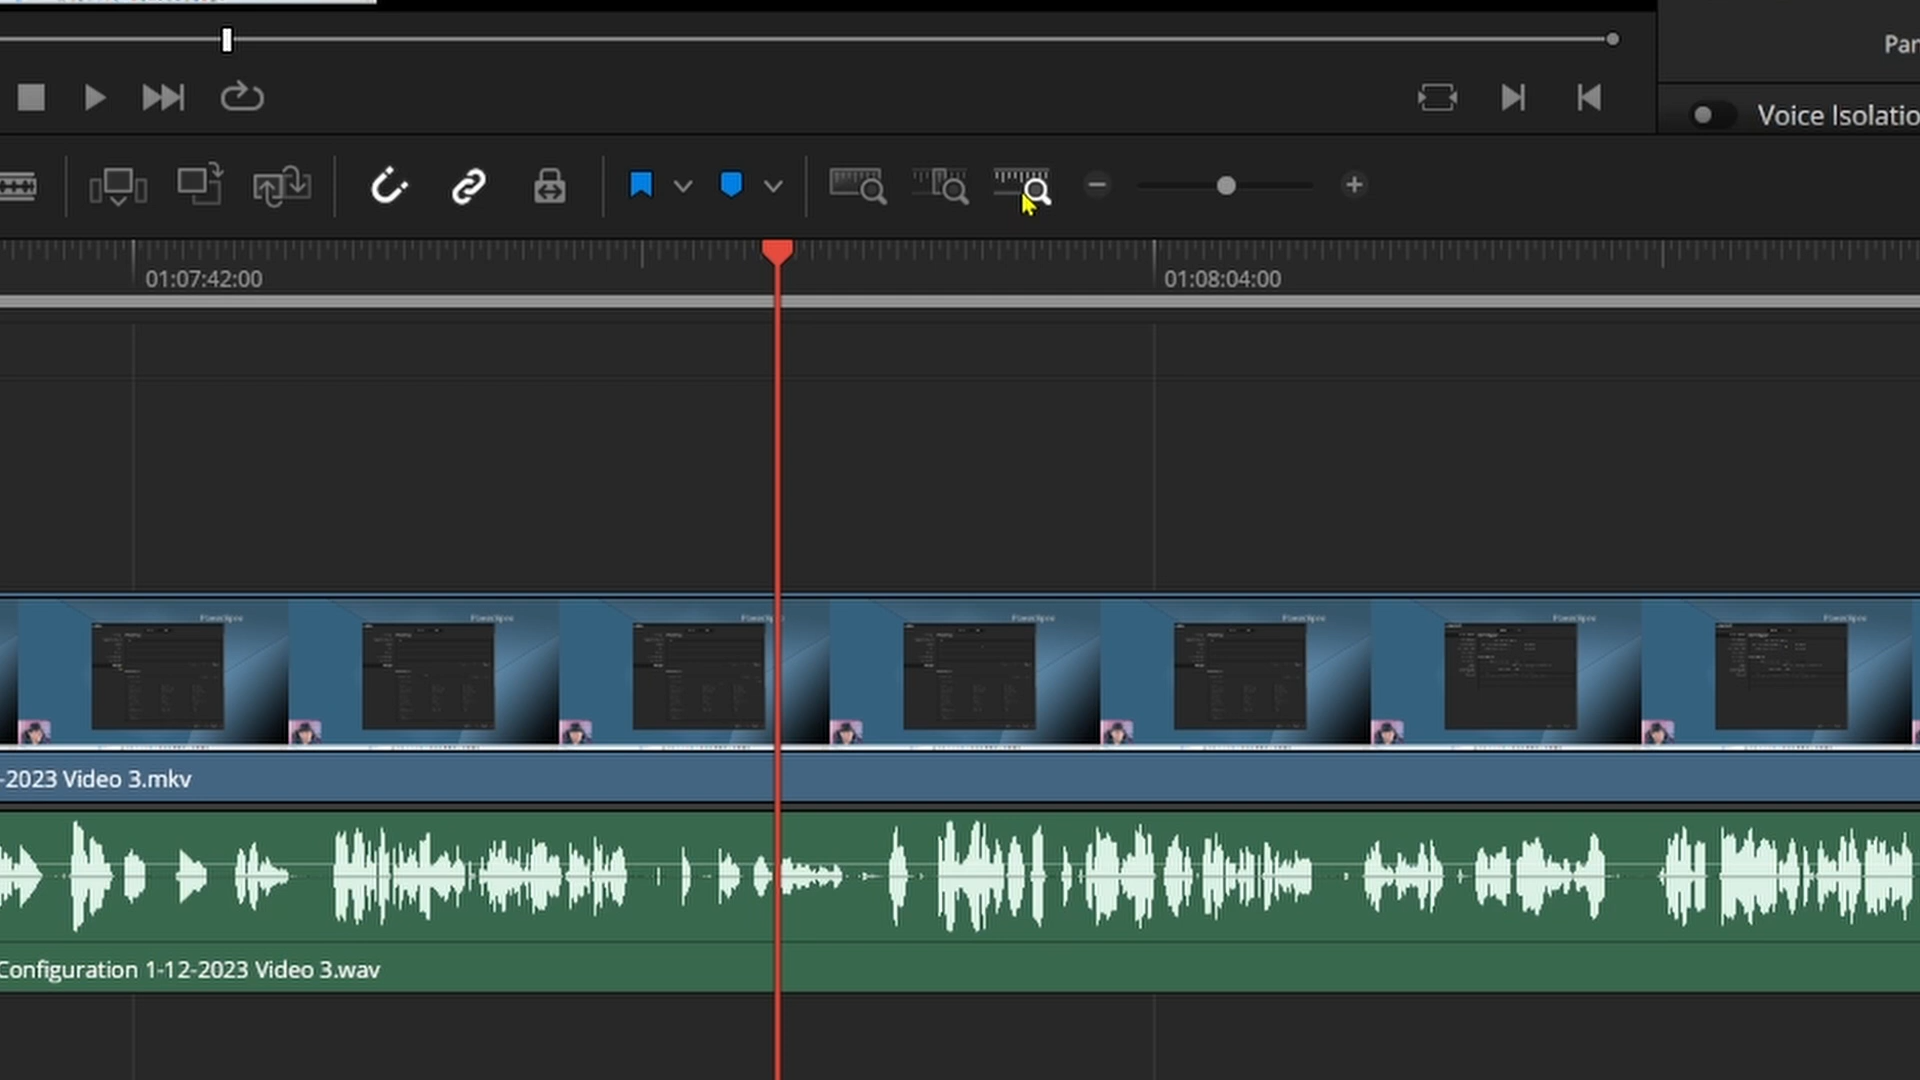 Par
Voice Isolatio
01:07:42:00
01:08:04:00
-2023 Video 3.mkv
Configuration 1-12-2023 Video 3.wav